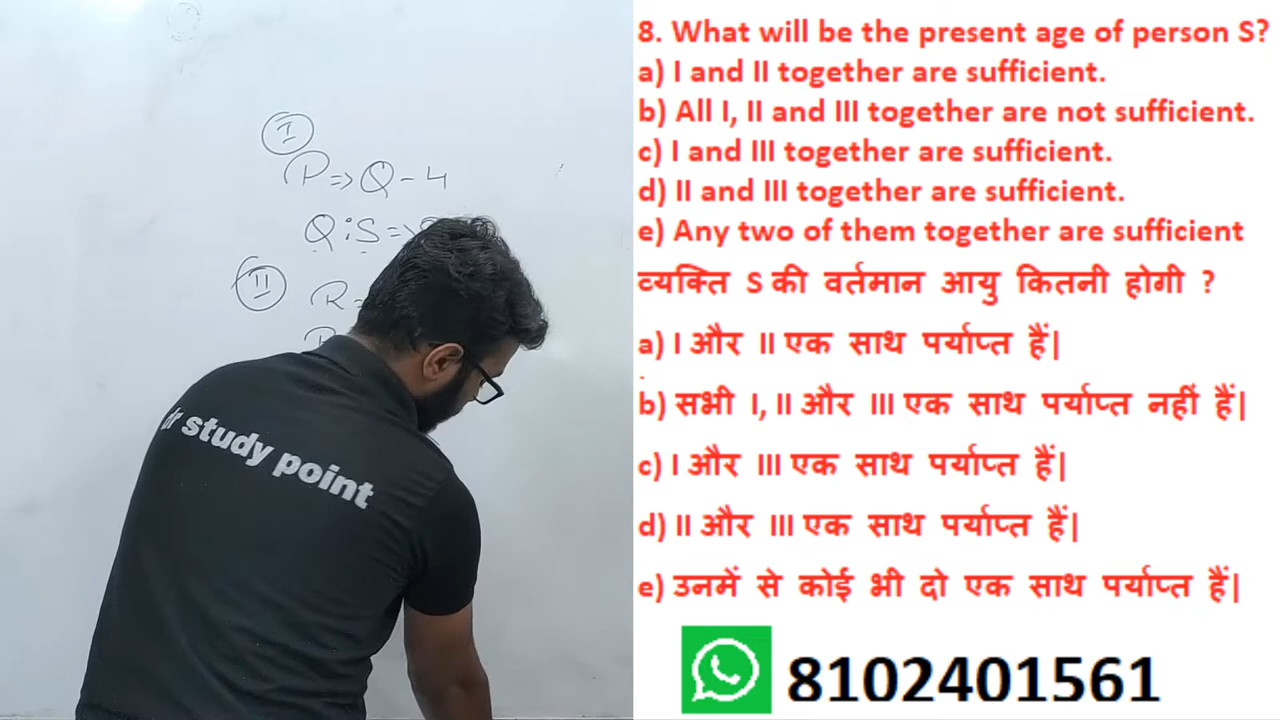 I
P => Q - 4
Q : S =>
II
R =
dr study point
8. What will be the present age of person S?
a) I and II together are sufficient.
b) All I, II and III together are not sufficient.
c) I and III together are sufficient.
d) II and III together are sufficient.
e) Any two of them together are sufficient
व्यक्ति S की वर्तमान आयु कितनी होगी ?
a) I और II एक साथ पर्याप्त हैं|
b) सभी I, II और III एक साथ पर्याप्त नहीं हैं|
c) I और III एक साथ पर्याप्त हैं|
d) II और III एक साथ पर्याप्त हैं|
e) उनमें से कोई भी दो एक साथ पर्याप्त हैं|
8102401561